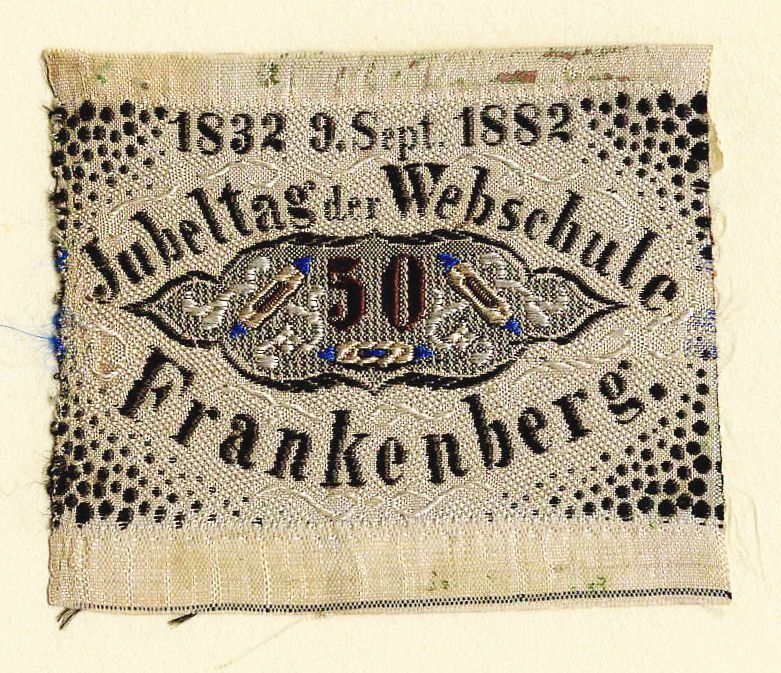 1832 9. Sept. 1882
Jubeltag der Webschule
50
Frankenberg.